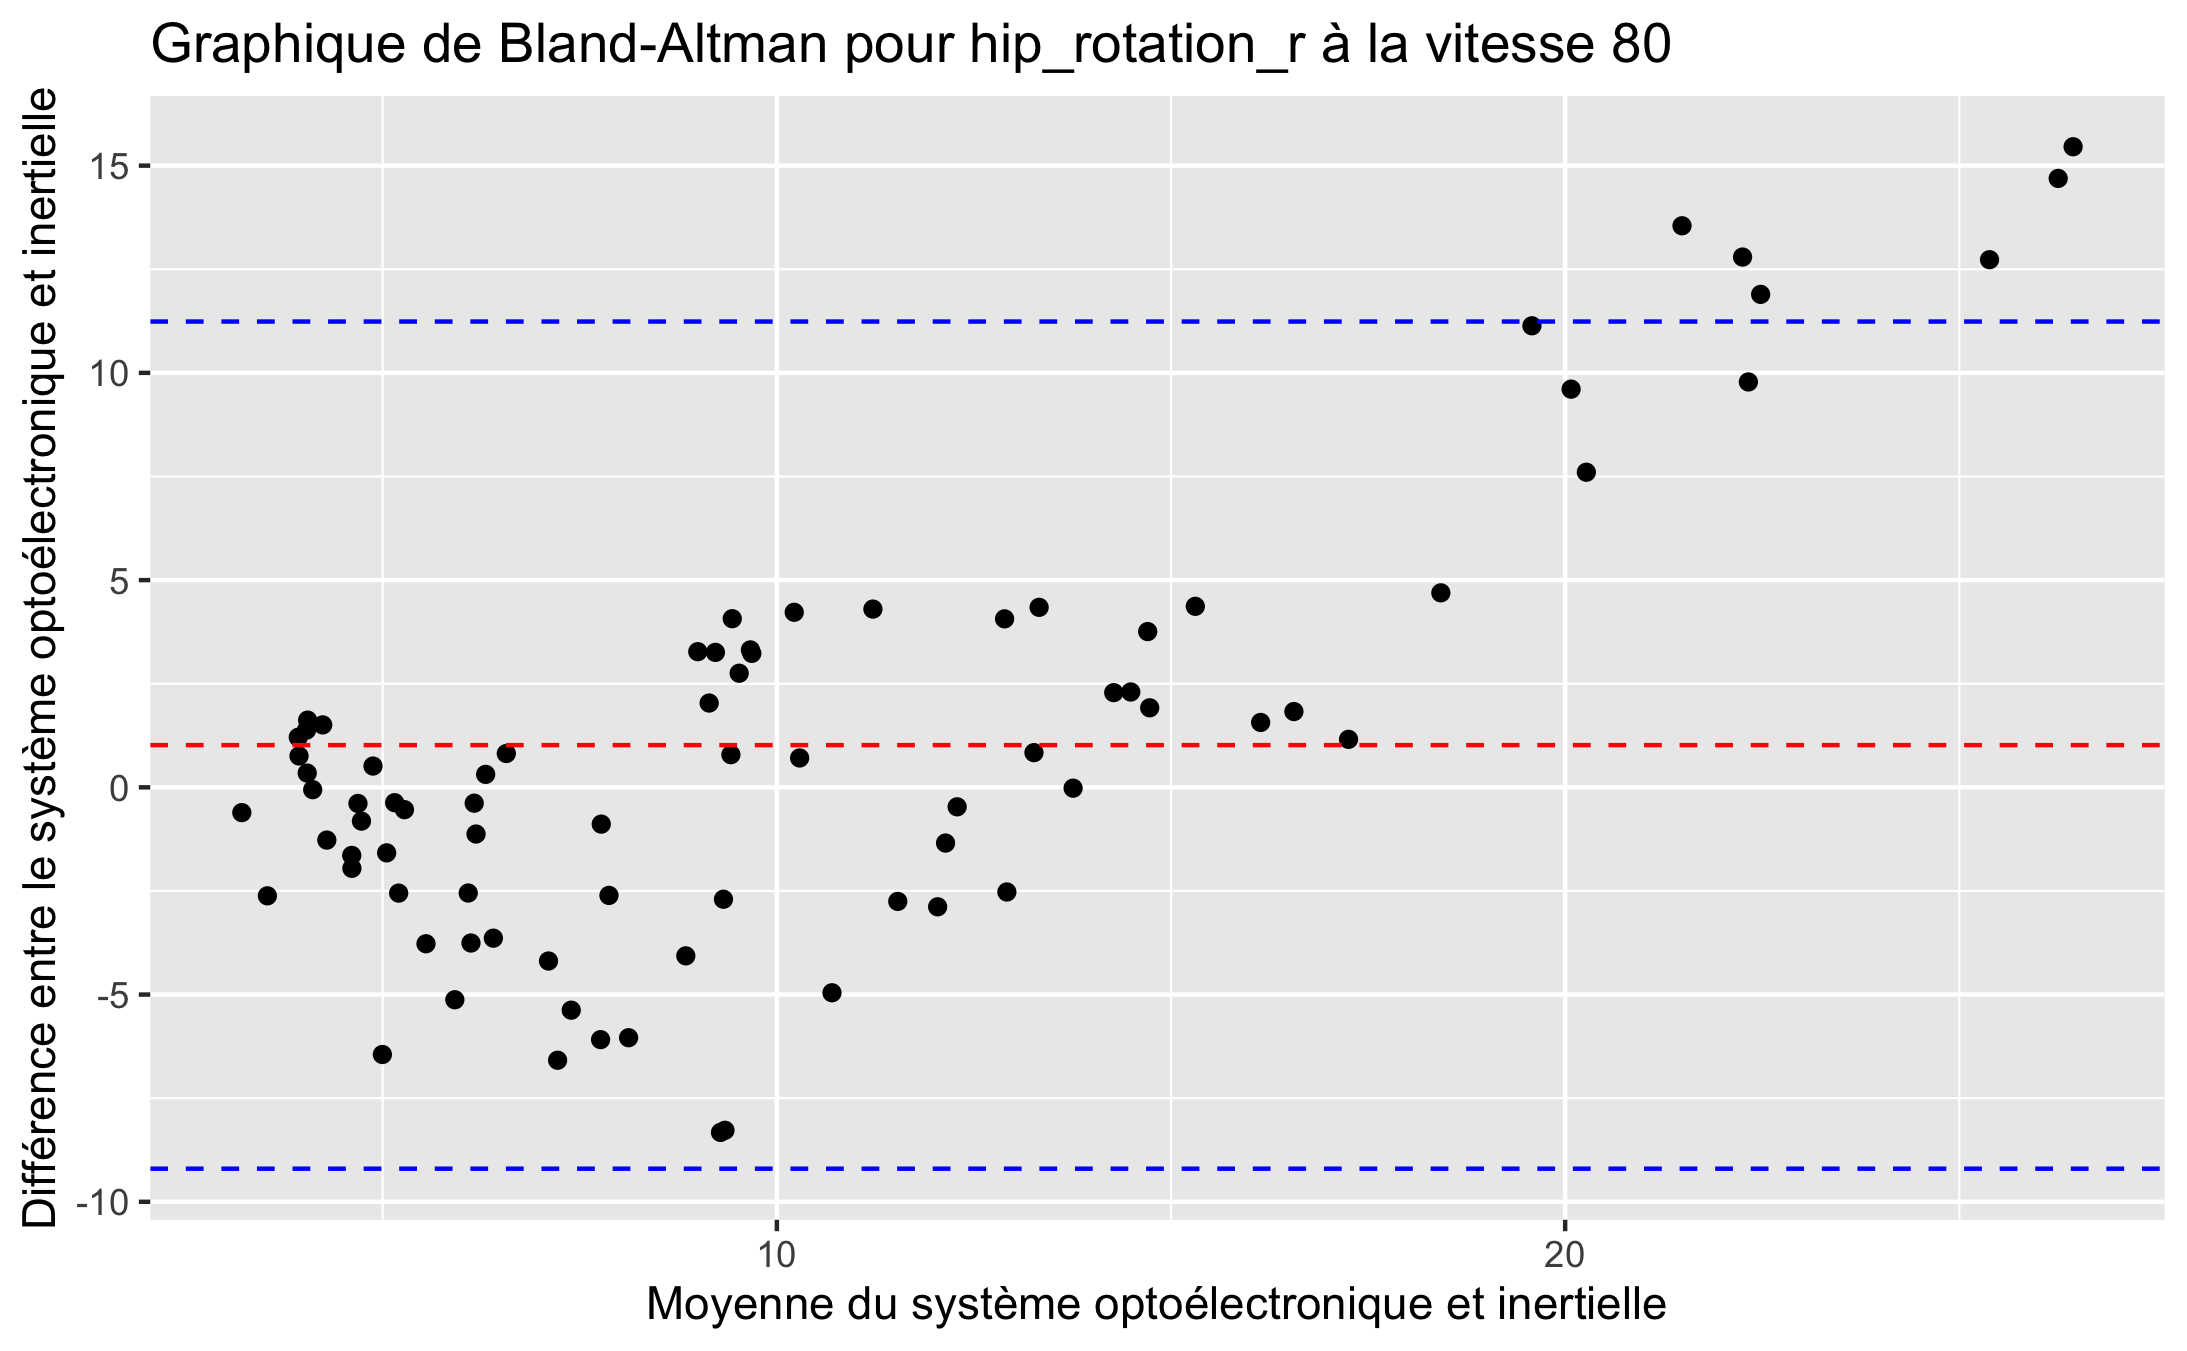 Graphique de Bland-Altman pour hip_rotation_r à la vitesse 80
Différence entre le système optoélectronique et inertielle
15
10
5
0
-5
-10
10
20
Moyenne du système optoélectronique et inertielle